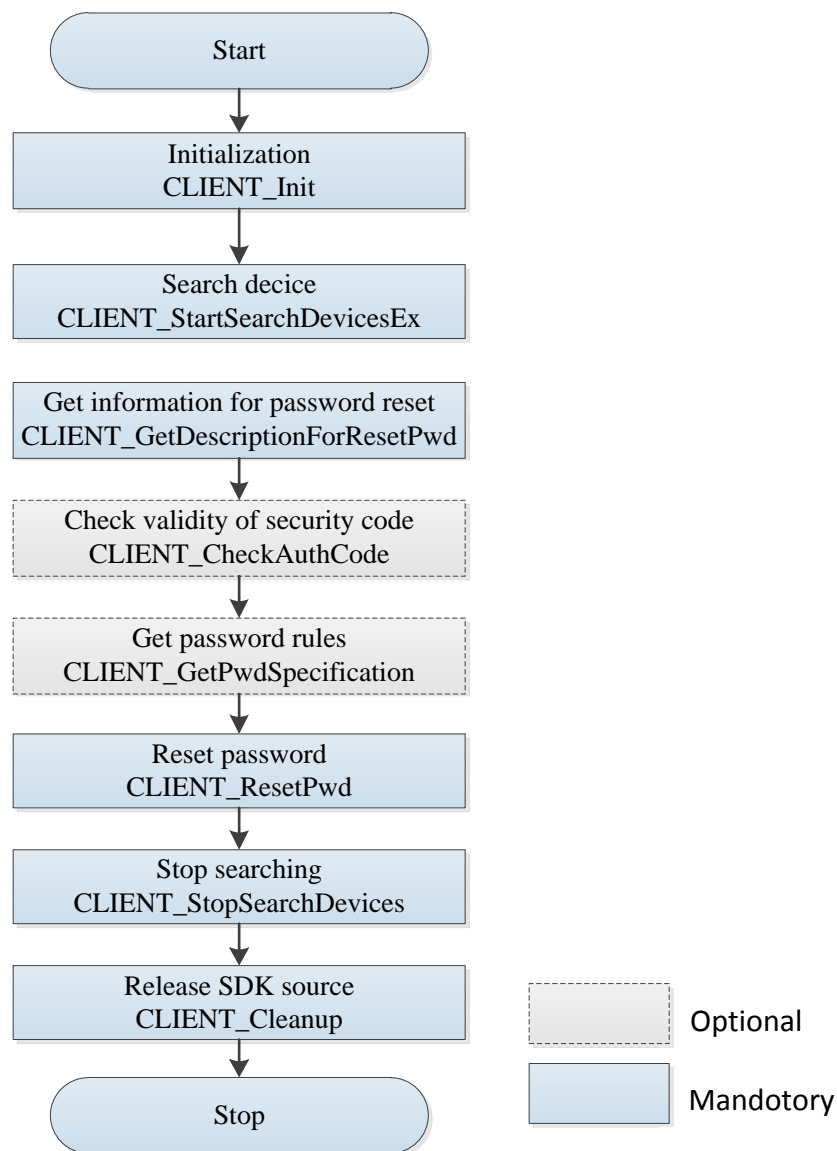 Start
Initialization
CLIENT_Init
Search decice
CLIENT_StartSearchDevicesEx
Get information for password reset
CLIENT_GetDescriptionForResetPwd
Check validity of security code
CLIENT_CheckAuthCode
Get password rules
CLIENT_GetPwdSpecification
Reset password
CLIENT_ResetPwd
Stop searching
CLIENT_StopSearchDevices
Release SDK source
CLIENT_Cleanup
Stop
Optional
Mandotory